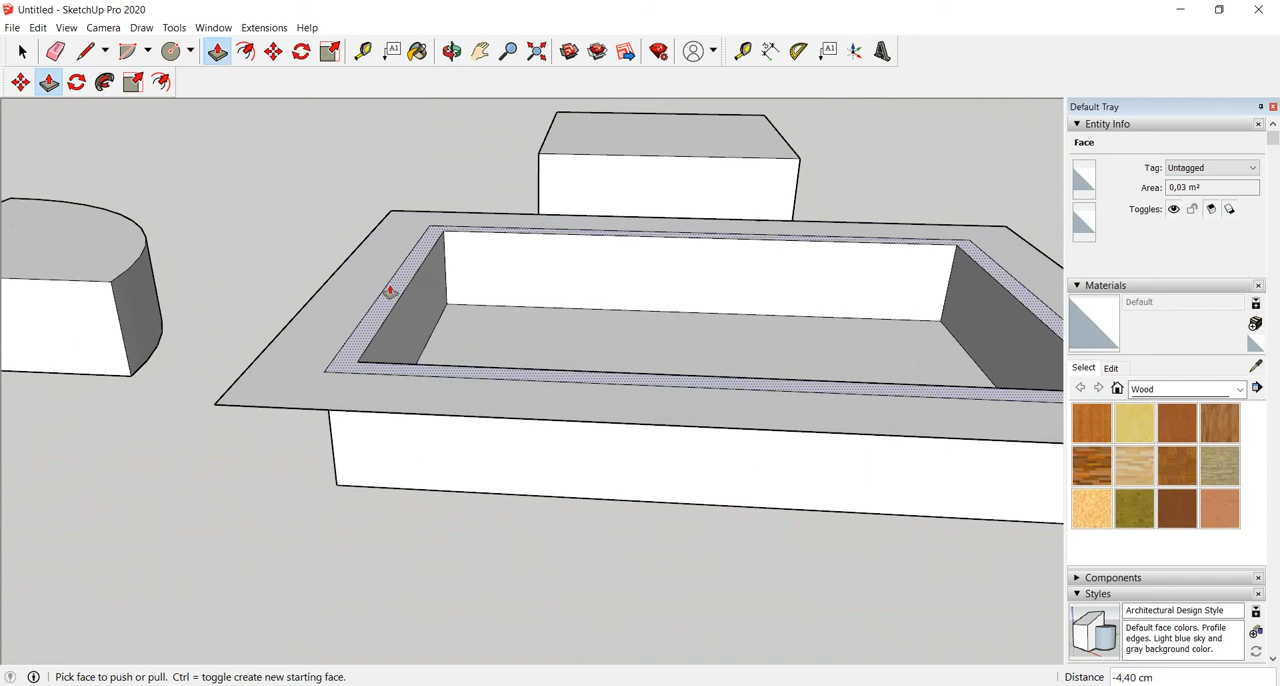 Untitled - SketchUp Pro 2020
File Edit View Camera Draw Tools Window Extensions Help
A1
A1
Default Tray
Entity Info
Face
Tag: Untagged
Area: 0,03 m²
Toggles:
Materials
Default
Select Edit
Wood
Components
Styles
Architectural Design Style
Default face colors. Profile
edges. Light blue sky and
gray background color.
Pick face to push or pull. Ctrl = toggle create new starting face.
Distance -4,40 cm